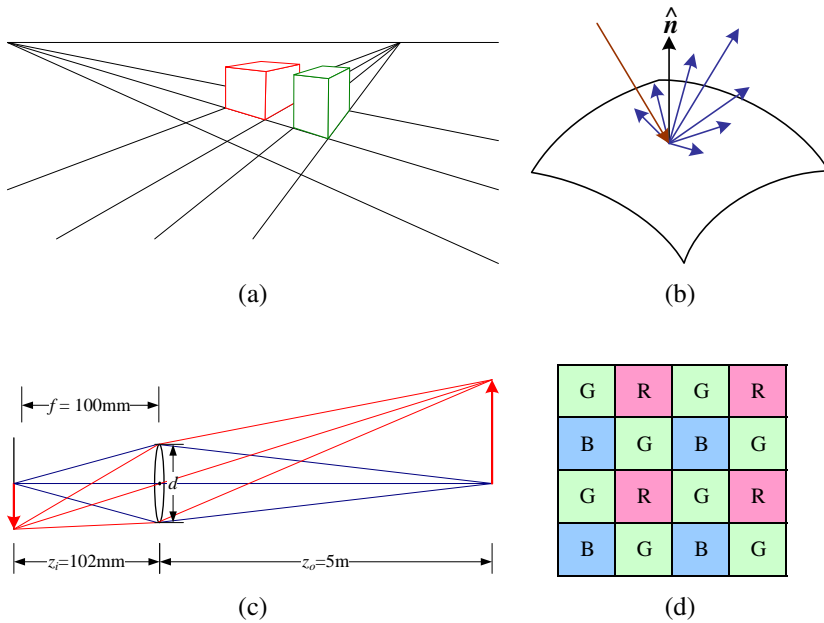 n̂
(a)
(b)
f = 100mm
d
z_i=102mm
z_o=5m
(c)
G R G R
B G B G
G R G R
B G B G
(d)